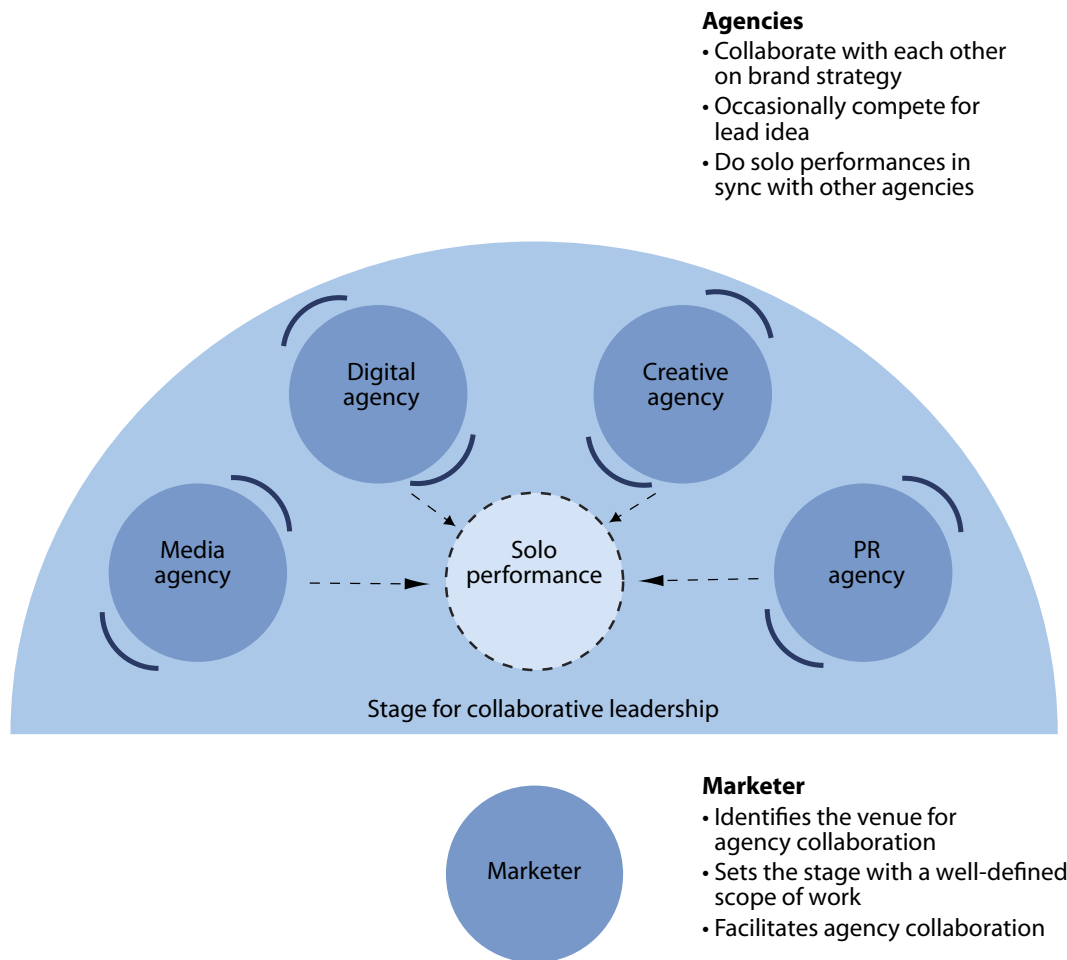 Agencies
• Collaborate with each other
on brand strategy
• Occasionally compete for
lead idea
• Do solo performances in
sync with other agencies
Digital
agency
Creative
agency
Media
agency
Solo
performance
PR
agency
Stage for collaborative leadership
Marketer
Marketer
• Identifies the venue for
agency collaboration
• Sets the stage with a well-defined
scope of work
• Facilitates agency collaboration